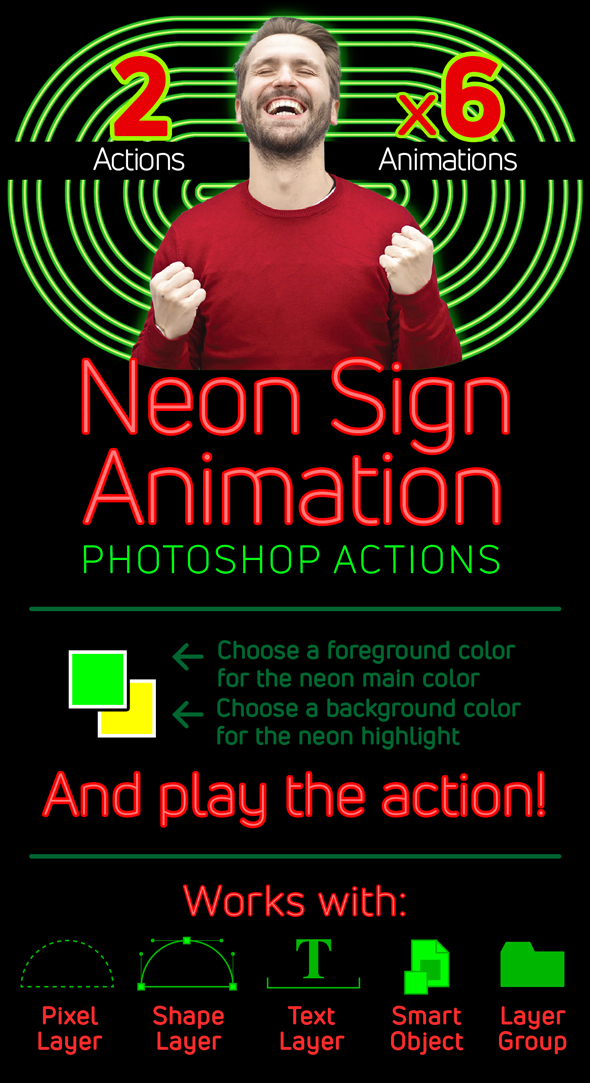 2
Actions
x6
Animations
Neon Sign
Animation
PHOTOSHOP ACTIONS
Choose a foreground color
for the neon main color
Choose a background color
for the neon highlight
And play the action!
Works with:
T
Pixel
Layer
Shape
Layer
Text
Layer
Smart
Object
Layer
Group